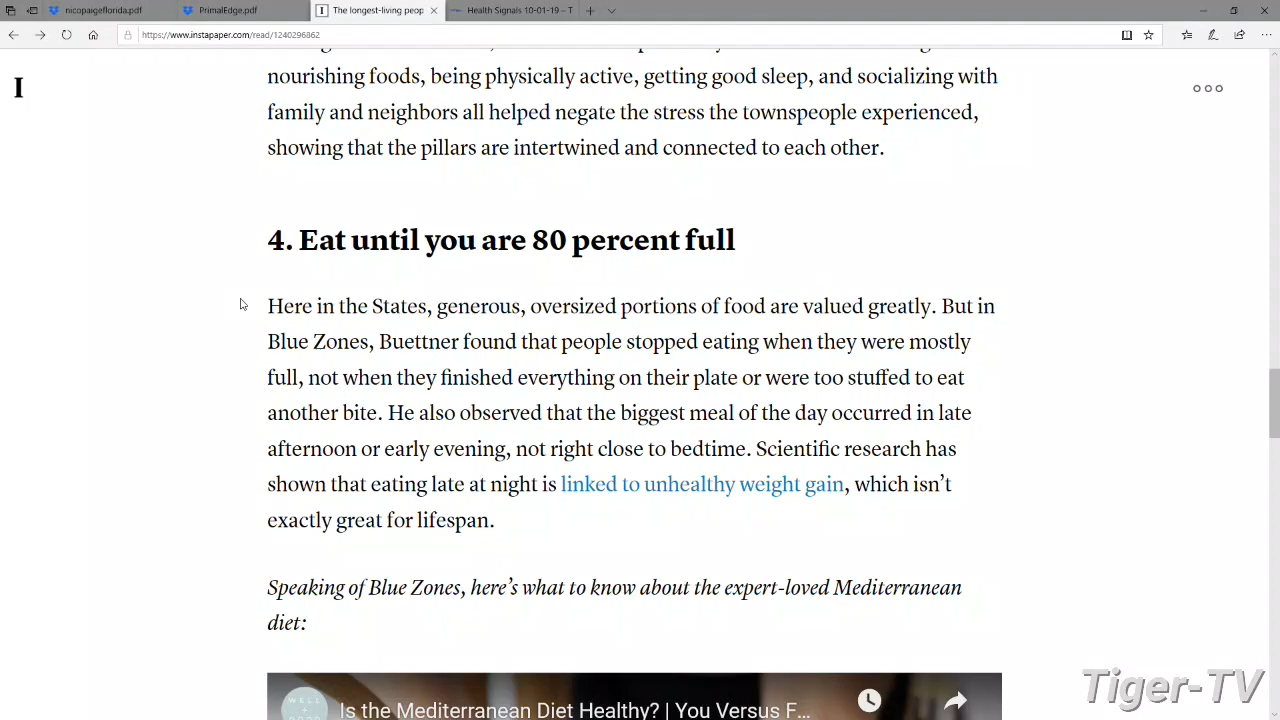 nicopaigeflorida.pdf
PrimalEdge.pdf
I The longest-living peop
Health Signals 10-01-19 – T
https://www.instapaper.com/read/1240296862
I
nourishing foods, being physically active, getting good sleep, and socializing with
family and neighbors all helped negate the stress the townspeople experienced,
showing that the pillars are intertwined and connected to each other.
4. Eat until you are 80 percent full
Here in the States, generous, oversized portions of food are valued greatly. But in
Blue Zones, Buettner found that people stopped eating when they were mostly
full, not when they finished everything on their plate or were too stuffed to eat
another bite. He also observed that the biggest meal of the day occurred in late
afternoon or early evening, not right close to bedtime. Scientific research has
shown that eating late at night is linked to unhealthy weight gain, which isn’t
exactly great for lifespan.
Speaking of Blue Zones, here’s what to know about the expert-loved Mediterranean
diet:
WELL+
GOOD
Is the Mediterranean Diet Healthy? | You Versus F...
Tiger-TV